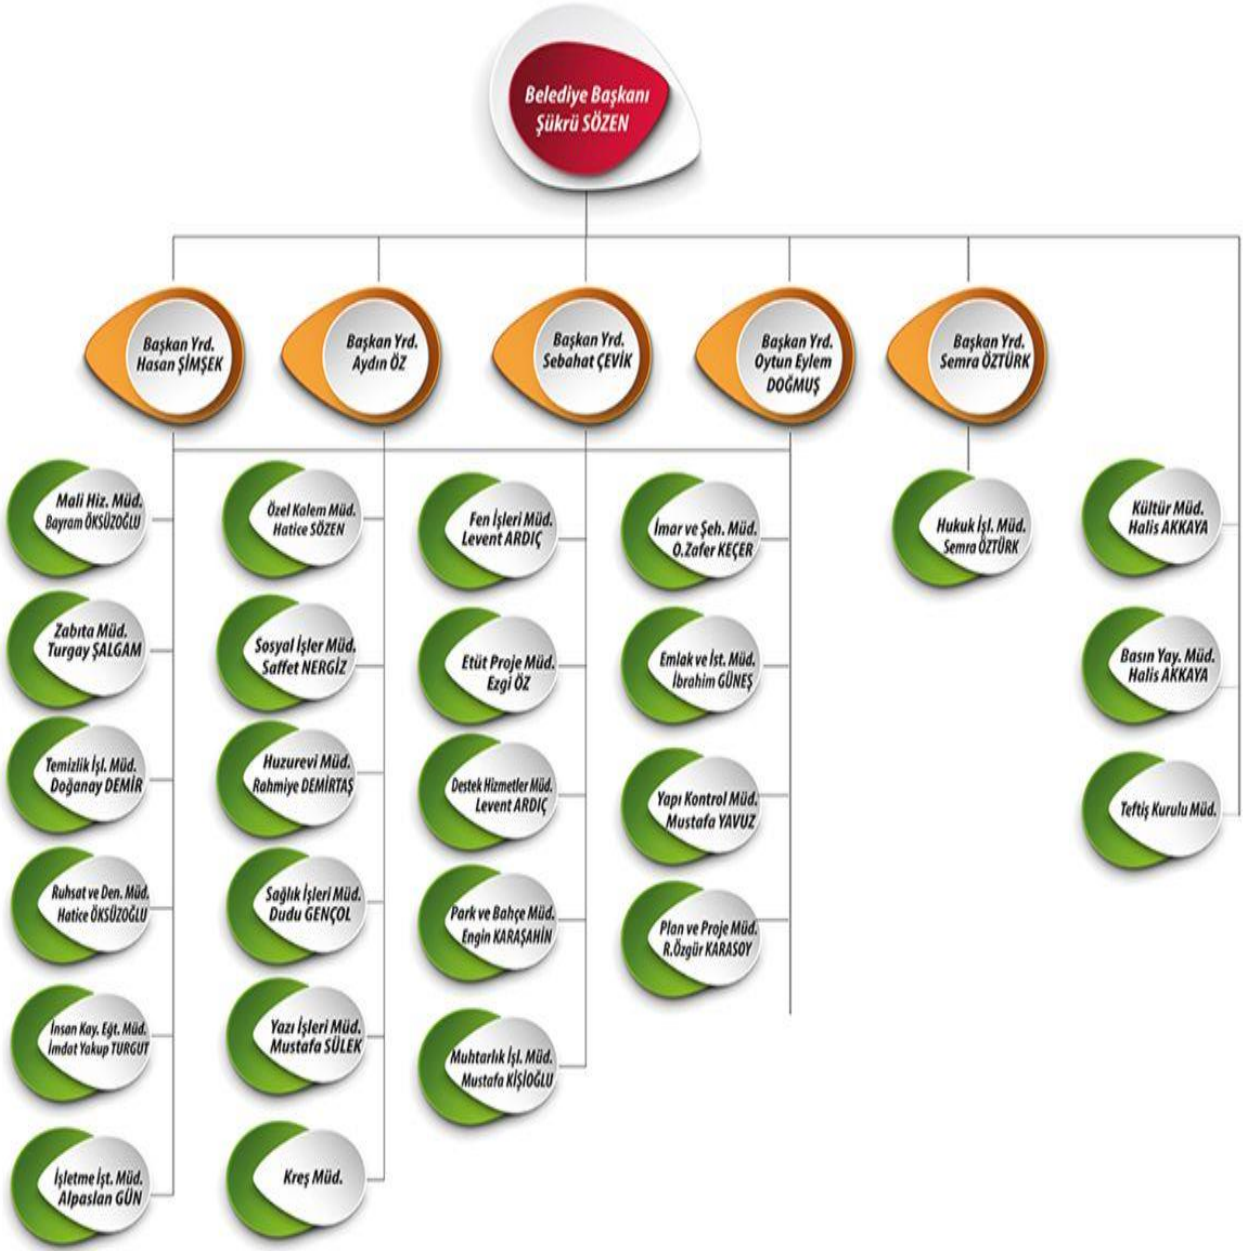 Belediye Başkanı
Şükrü SÖZEN
Başkan Yrd.
Hasan ŞİMŞEK
Başkan Yrd.
Aydın ÖZ
Başkan Yrd.
Sebahat ÇEVİK
Başkan Yrd.
Oytun Eylem
DOĞMUŞ
Başkan Yrd.
Semra ÖZTÜRK
Mali Hiz. Müd.
Bayram ÖKSÜZOĞLU
Zabıta Müd.
Turgay ŞALGAM
Temizlik İşl. Müd.
Doğanay DEMİR
Ruhsat ve Den. Müd.
Hatice ÖKSÜZOĞLU
İnsan Kay. Eğt. Müd.
İmdat Yakup TURGUT
İşletme İşt. Müd.
Alpaslan GÜN
Özel Kalem Müd.
Hatice SÖZEN
Sosyal İşler Müd.
Saffet NERGİZ
Huzurevi Müd.
Rahmiye DEMİRTAŞ
Sağlık İşleri Müd.
Dudu GENÇOL
Yazı İşleri Müd.
Mustafa SÜLEK
Kreş Müd.
Fen İşleri Müd.
Levent ARDIÇ
Etüt Proje Müd.
Ezgi ÖZ
Destek Hizmetler Müd.
Levent ARDIÇ
Park ve Bahçe Müd.
Engin KARAŞAHİN
Muhtarlık İşl. Müd.
Mustafa KİŞİOĞLU
İmar ve Şeh. Müd.
O.Zafer KEÇER
Emlak ve İst. Müd.
İbrahim GÜNEŞ
Yapı Kontrol Müd.
Mustafa YAVUZ
Plan ve Proje Müd.
R.Özgür KARASOY
Hukuk İşl. Müd.
Semra ÖZTÜRK
Kültür Müd.
Halis AKKAYA
Basın Yay. Müd.
Halis AKKAYA
Teftiş Kurulu Müd.